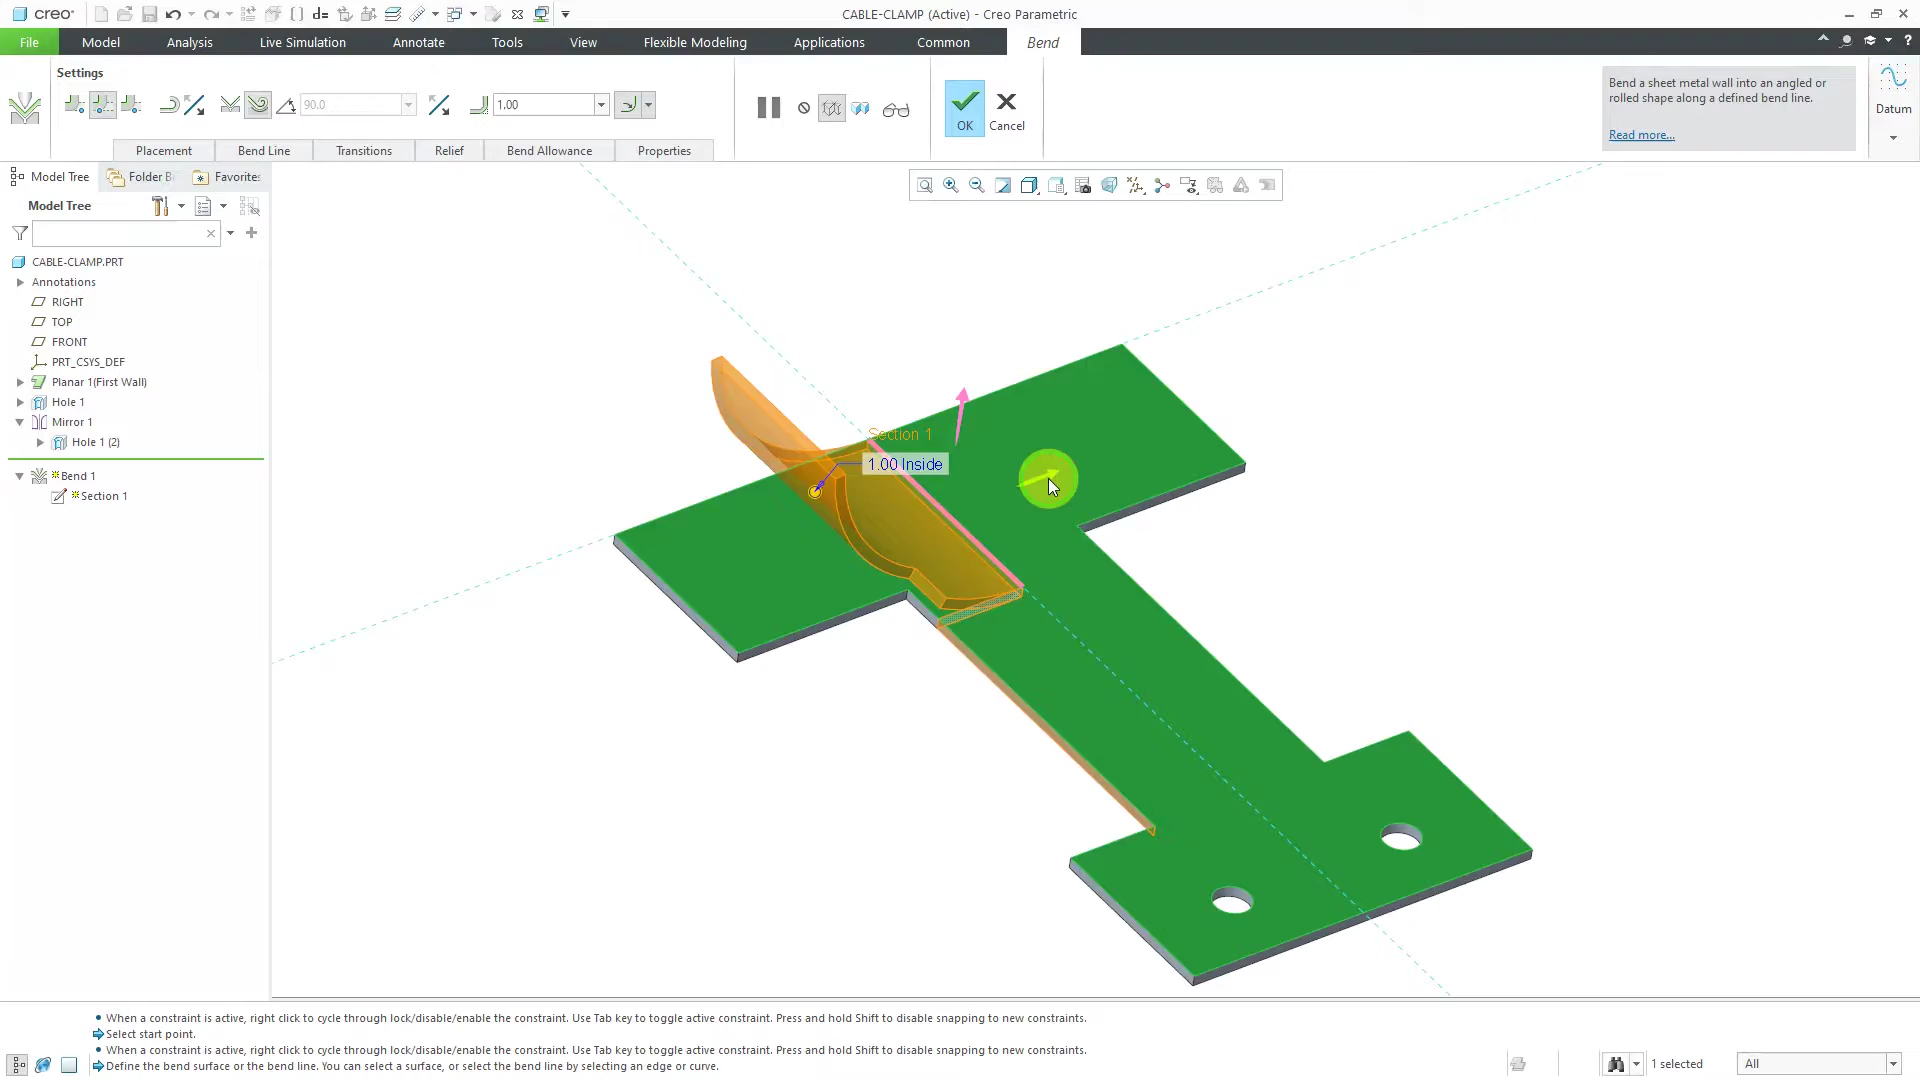 creo
CABLE-CLAMP (Active) - Creo Parametric
File
Model
Analysis
Live Simulation
Annotate
Tools
View
Flexible Modeling
Applications
Common
Bend
Settings
90.0
1.00
OK
Cancel
Bend a sheet metal wall into an angled or
rolled shape along a defined bend line.
Read more...
Datum
Placement
Bend Line
Transitions
Relief
Bend Allowance
Properties
Model Tree
Folder B
Favorites
Model Tree
CABLE-CLAMP.PRT
Annotations
RIGHT
TOP
FRONT
PRT_CSYS_DEF
Planar 1(First Wall)
Hole 1
Mirror 1
Hole 1 (2)
Bend 1
Section 1
Section 1
1.00 Inside
When a constraint is active, right click to cycle through lock/disable/enable the constraint. Use Tab key to toggle active constraint. Press and hold Shift to disable snapping to new constraints.
Select start point.
When a constraint is active, right click to cycle through lock/disable/enable the constraint. Use Tab key to toggle active constraint. Press and hold Shift to disable snapping to new constraints.
Define the bend surface or the bend line. You can select a surface, or select the bend line by selecting an edge or curve.
1 selected
All